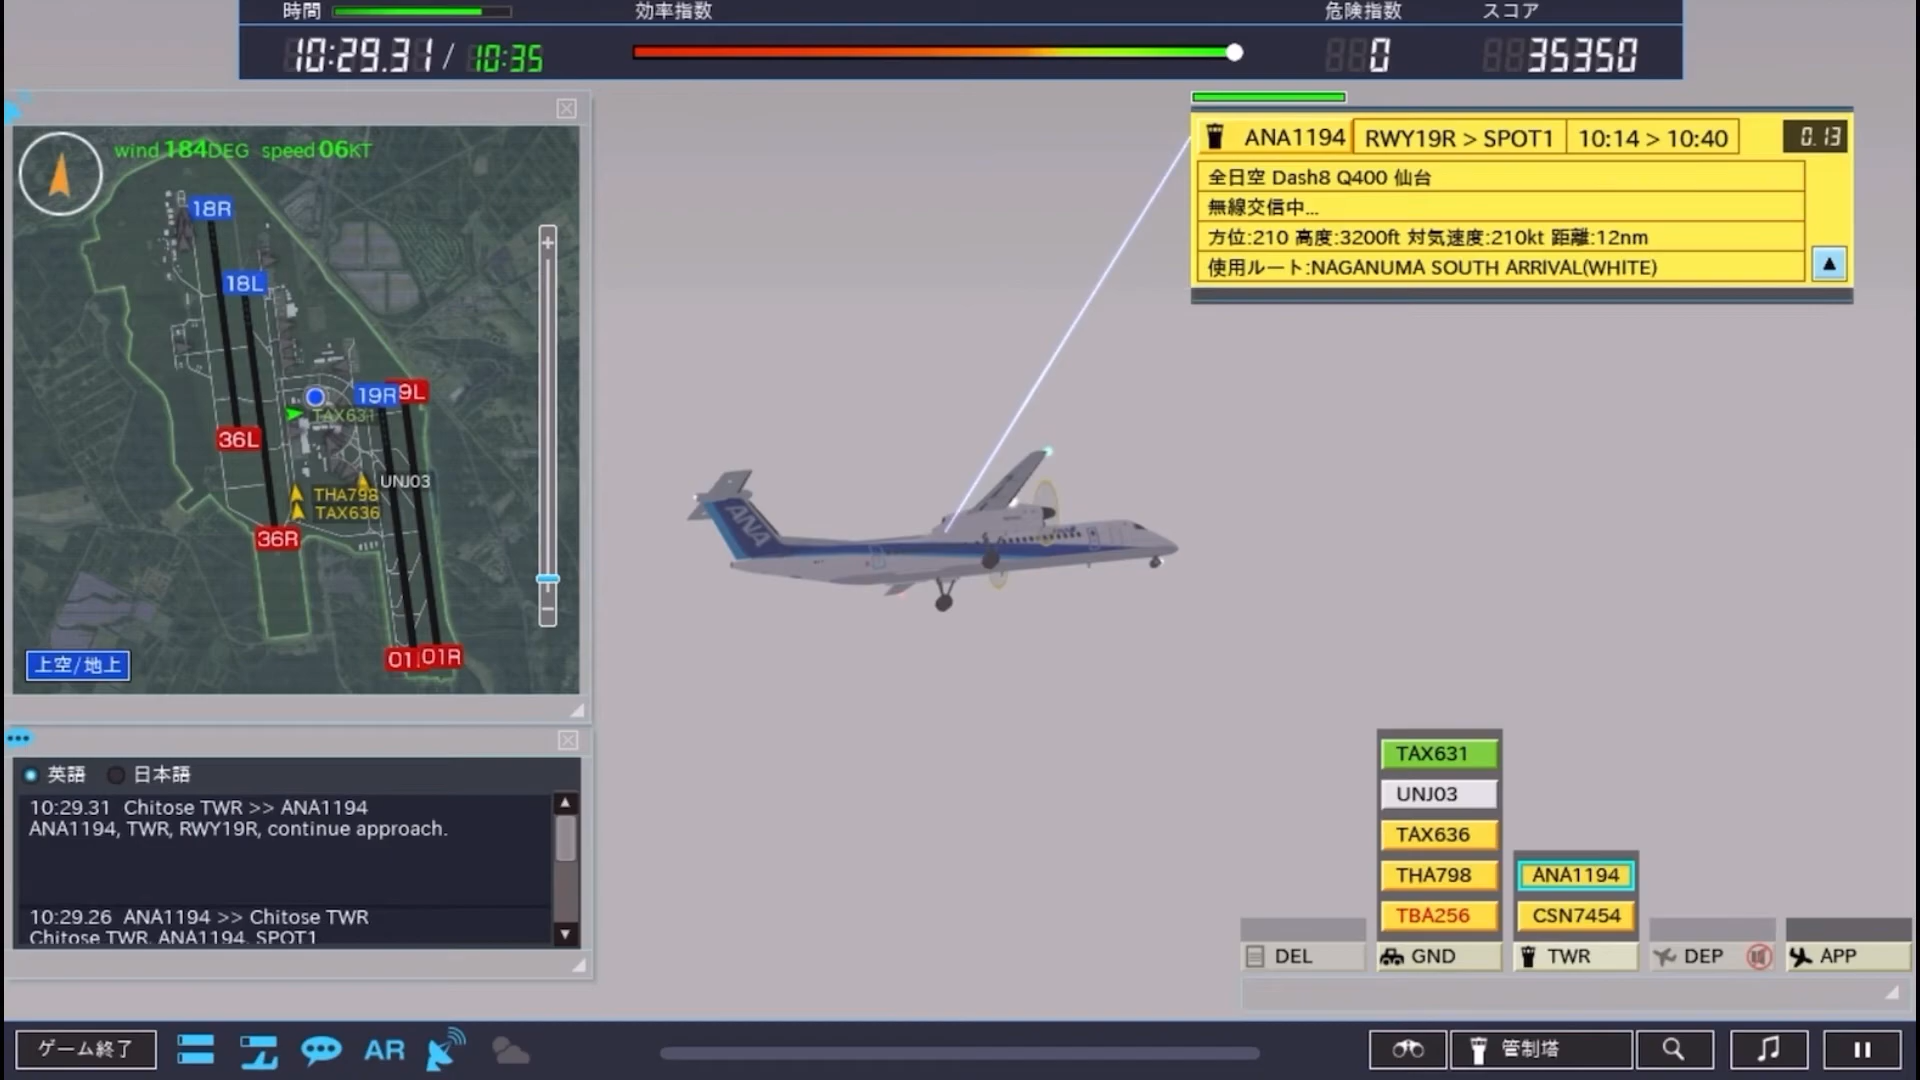 時間
効率指数
危険指数
スコア
10:29.31 / 10:35
0
35350
wind 184DEG speed 06KT
18R
18L
19R
9L
TAX631
36L
UNJ03
THA798
TAX636
36R
01
01R
上空/地上
ANA1194
RWY19R > SPOT1
10:14 > 10:40
0.13
全日空 Dash8 Q400 仙台
無線交信中...
方位:210 高度:3200ft 対気速度:210kt 距離:12nm
使用ルート:NAGANUMA SOUTH ARRIVAL(WHITE)
ANA
英語 日本語
10:29.31 Chitose TWR >> ANA1194
ANA1194, TWR, RWY19R, continue approach.
10:29.26 ANA1194 >> Chitose TWR
Chitose TWR, ANA1194, SPOT1
TAX631
UNJ03
TAX636
THA798
TBA256
ANA1194
CSN7454
DEL
GND
TWR
DEP
APP
ゲーム終了
AR
管制塔